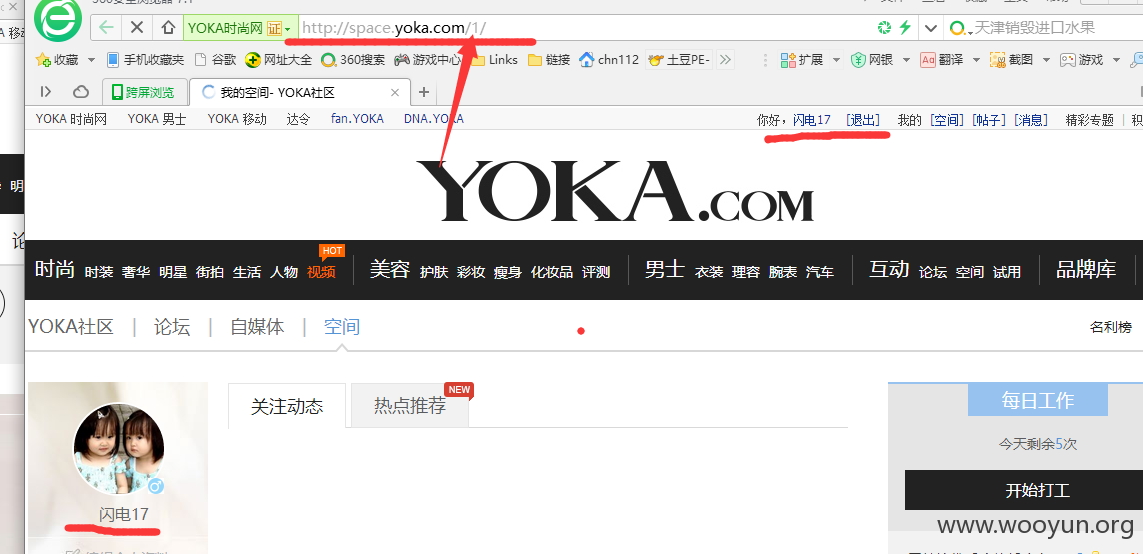 YOKA时尚网 证 http://space.yoka.com/1/ 天津销毁进口水果
收藏 手机收藏夹 谷歌 网址大全 360搜索 游戏中心 Links 链接 chn112 土豆PE- 扩展 网银 翻译 截图 游戏
跨屏浏览 我的空间- YOKA社区
YOKA 时尚网 YOKA 男士 YOKA 移动 达令 fan.YOKA DNA.YOKA 你好，闪电17 [退出] 我的 [空间] [帖子] [消息] 精彩专题 | 积
YOKA.COM
HOT
时尚 时装 奢华 明星 街拍 生活 人物 视频 美容 护肤 彩妆 瘦身 化妆品 评测 男士 衣装 理容 腕表 汽车 互动 论坛 空间 试用 品牌库
YOKA社区 | 论坛 | 自媒体 | 空间 名利榜
关注动态 热点推荐 NEW
每日工作
今天剩余5次
开始打工
闪电17
www.wooyun.org